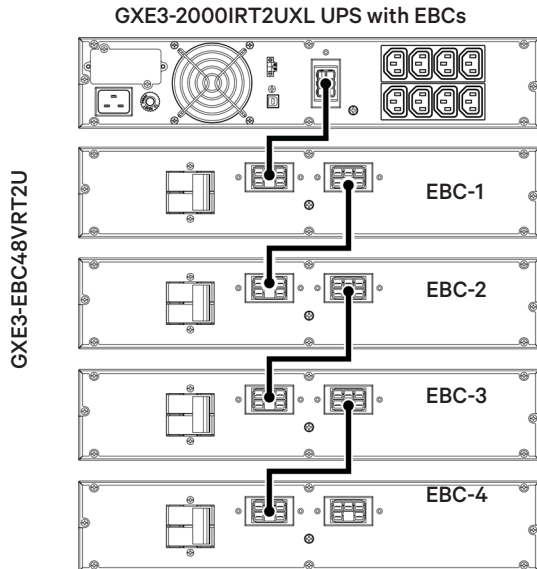 GXE3-2000IRT2UXL UPS with EBCs
GXE3-EBC48VRT2U
EBC-1
EBC-2
EBC-3
EBC-4